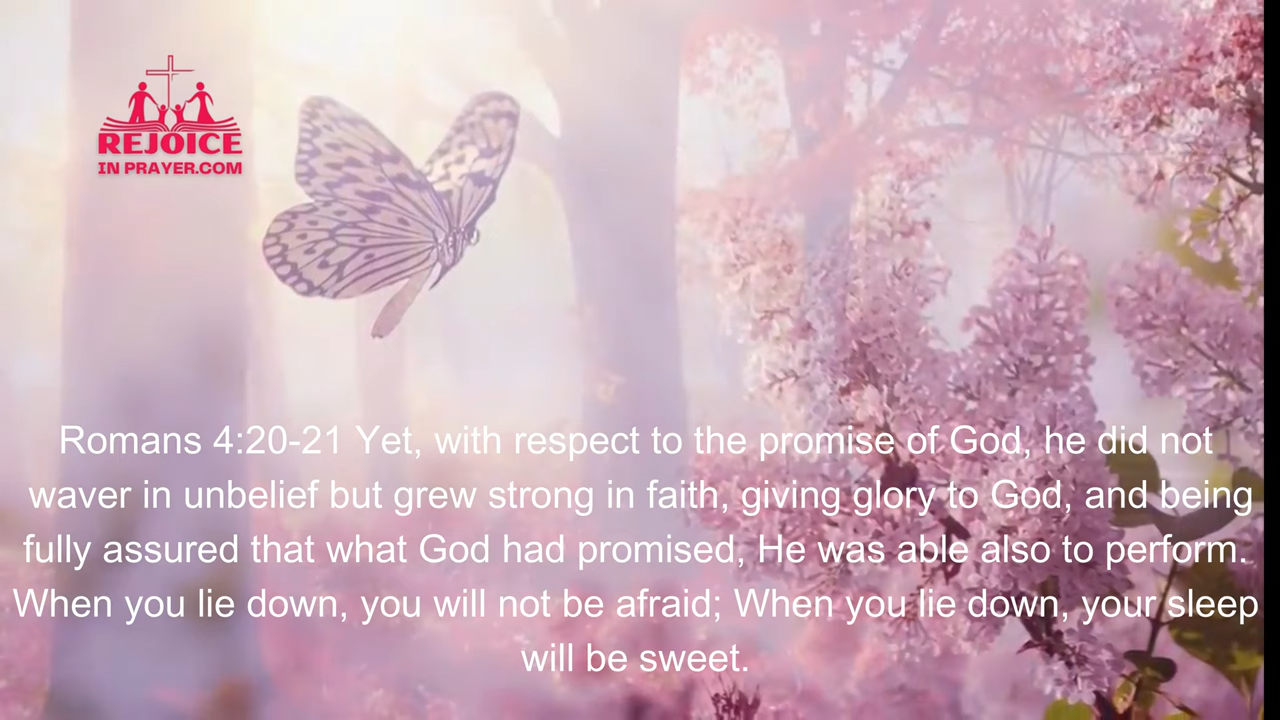 REJOICE
IN PRAYER.COM
Romans 4:20-21 Yet, with respect to the promise of God, he did not
waver in unbelief but grew strong in faith, giving glory to God, and being
fully assured that what God had promised, He was able also to perform.
When you lie down, you will not be afraid; When you lie down, your sleep
will be sweet.